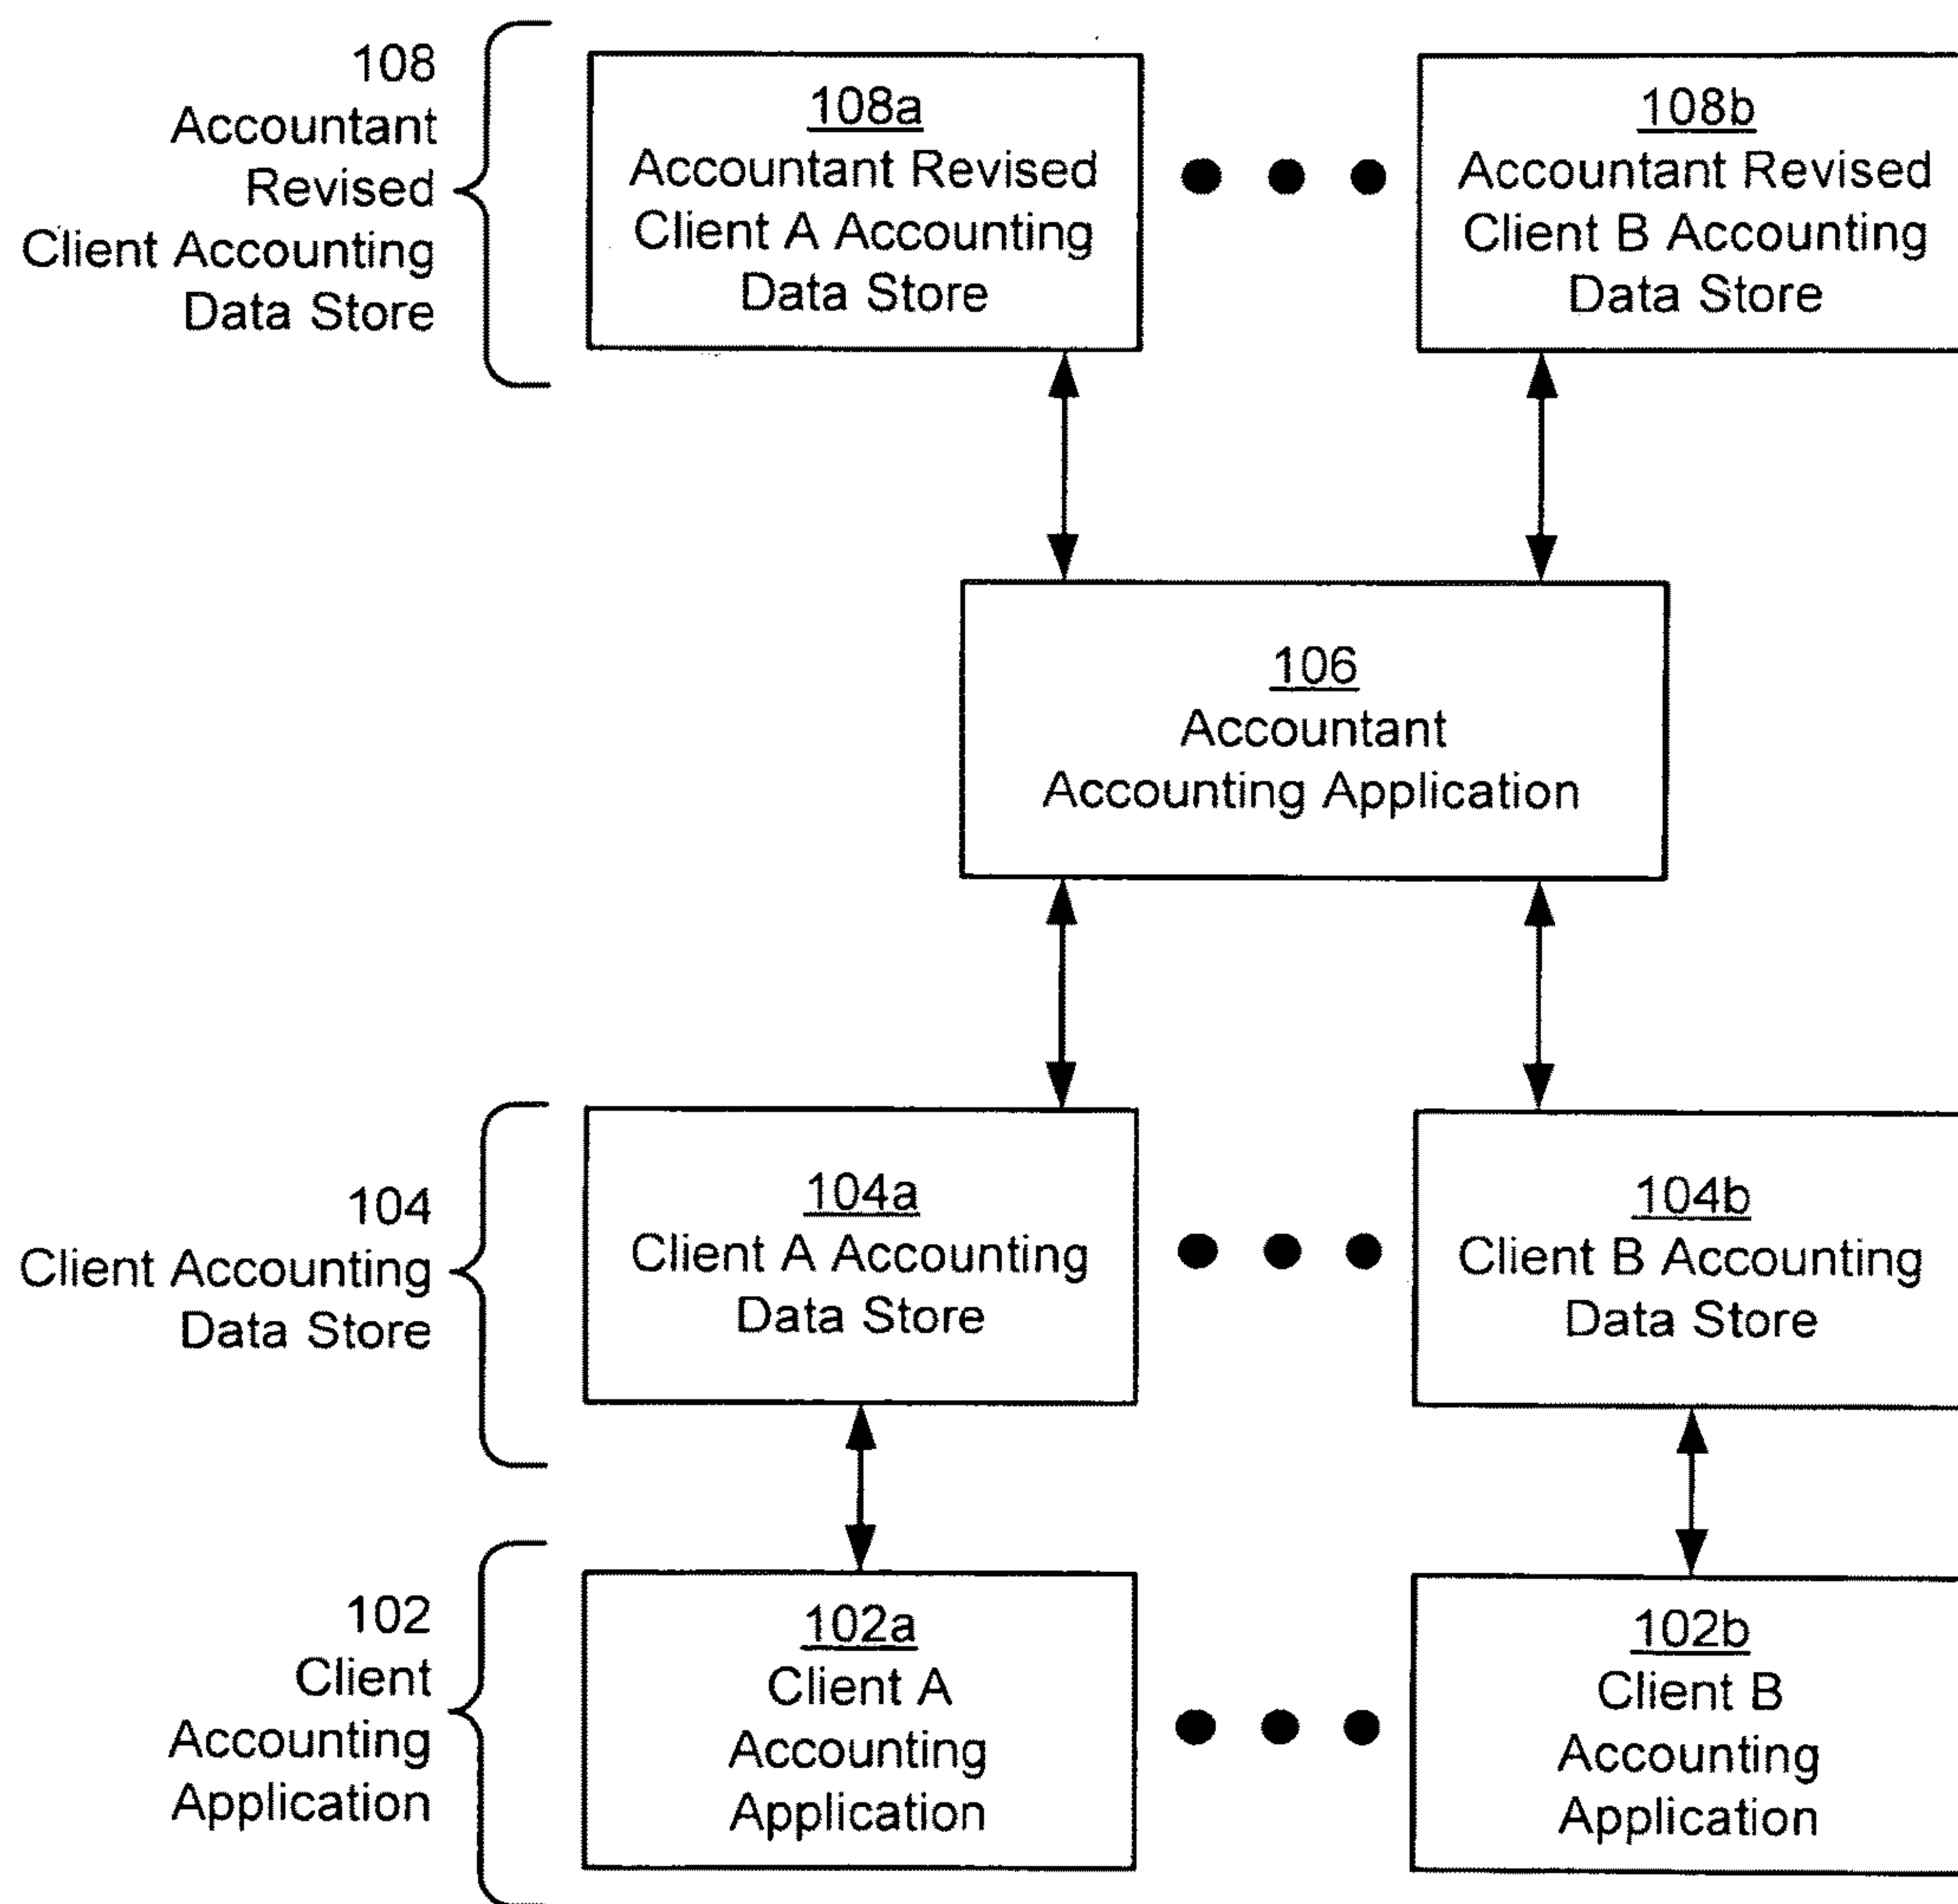 108
Accountant
Revised
Client Accounting
Data Store
108a
Accountant Revised
Client A Accounting
Data Store
108b
Accountant Revised
Client B Accounting
Data Store
106
Accountant
Accounting Application
104
Client Accounting
Data Store
104a
Client A Accounting
Data Store
104b
Client B Accounting
Data Store
102
Client
Accounting
Application
102a
Client A
Accounting
Application
102b
Client B
Accounting
Application